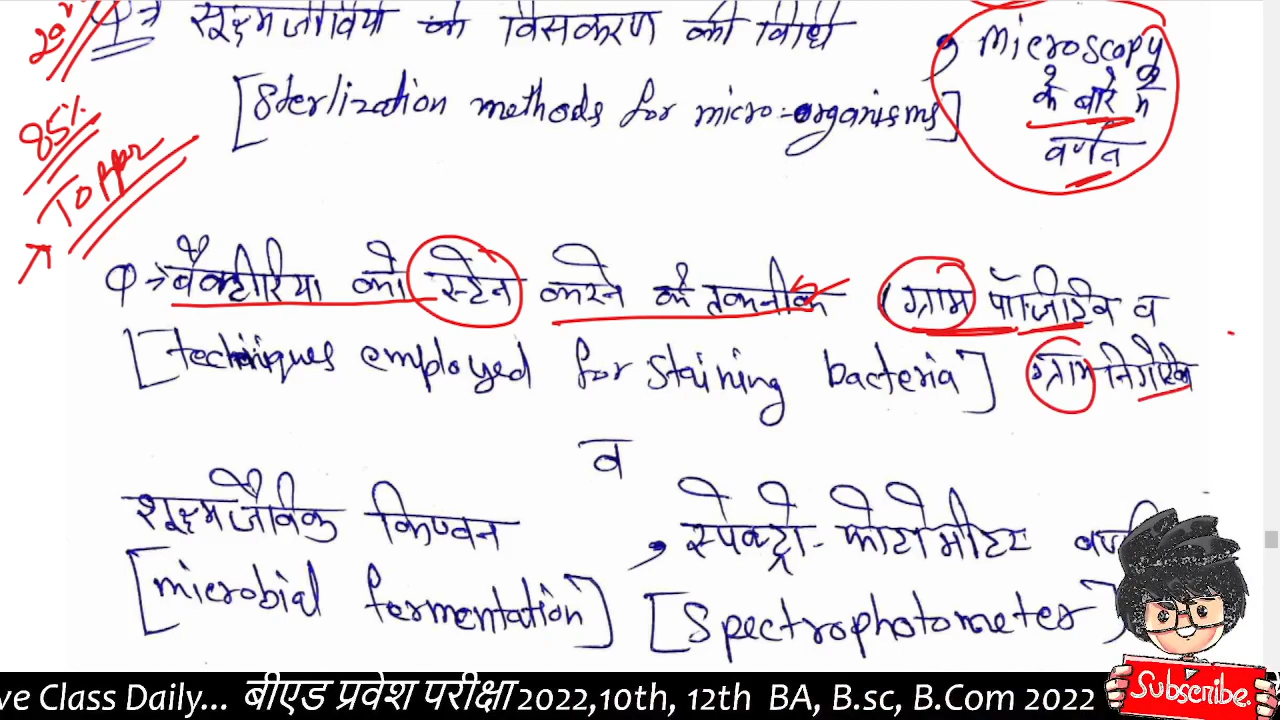 Q→ सूक्ष्मजीवियों के विसंकरण की विधि
[Sterlization methods for micro-organisms]
, microscopy
के बारे में
वर्णन
85%
Topper
Q→ बैक्टीरिया को स्टेन करने के तकनीक (ग्राम पॉजिटिव व
[techniques employed for staining bacteria] ग्राम निगेटिव
व
शूक्ष्मजैविक किण्वन , स्पेक्ट्रो-फोटोमीटर
[microbial fermentation] [Spectrophotometer]
ve Class Daily... बीएड प्रवेश परीक्षा 2022,10th, 12th BA, B.sc, B.Com 2022
Subscribe